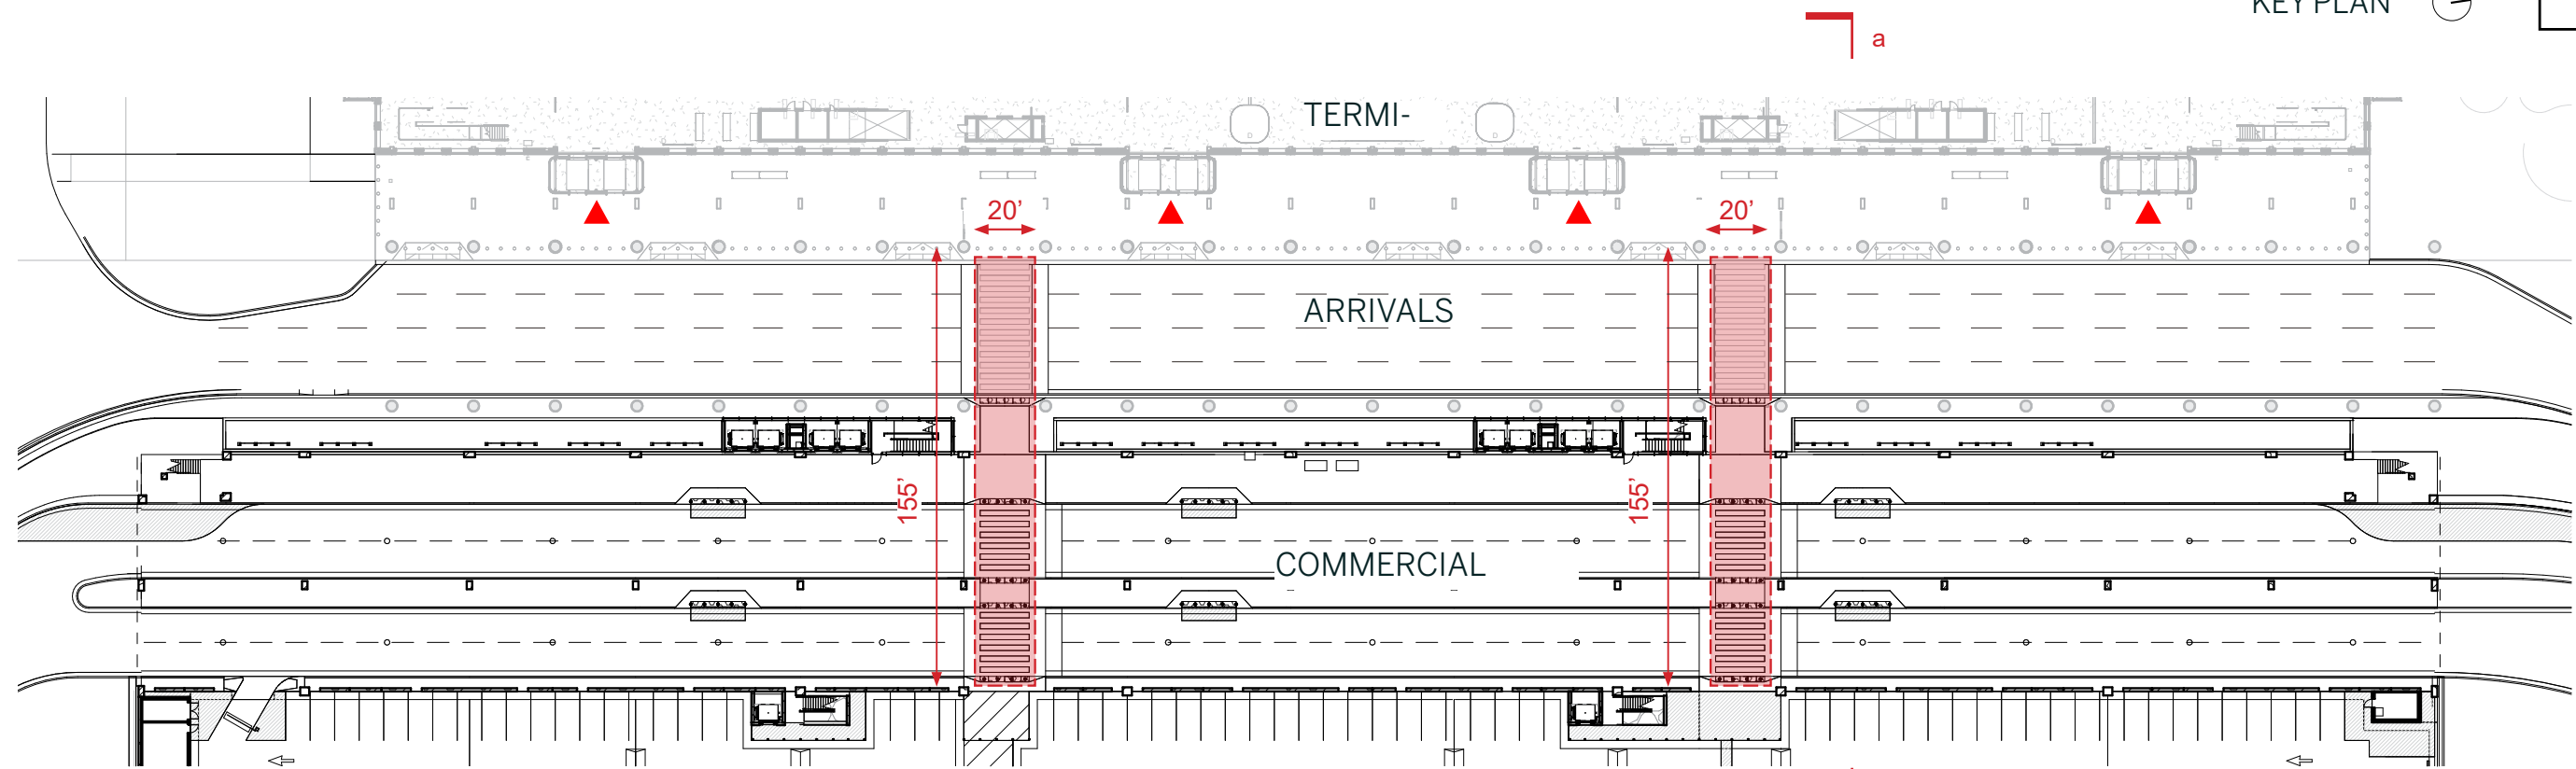 KEY PLAN
a
TERMI-
20’
20’
ARRIVALS
155’
155’
COMMERCIAL